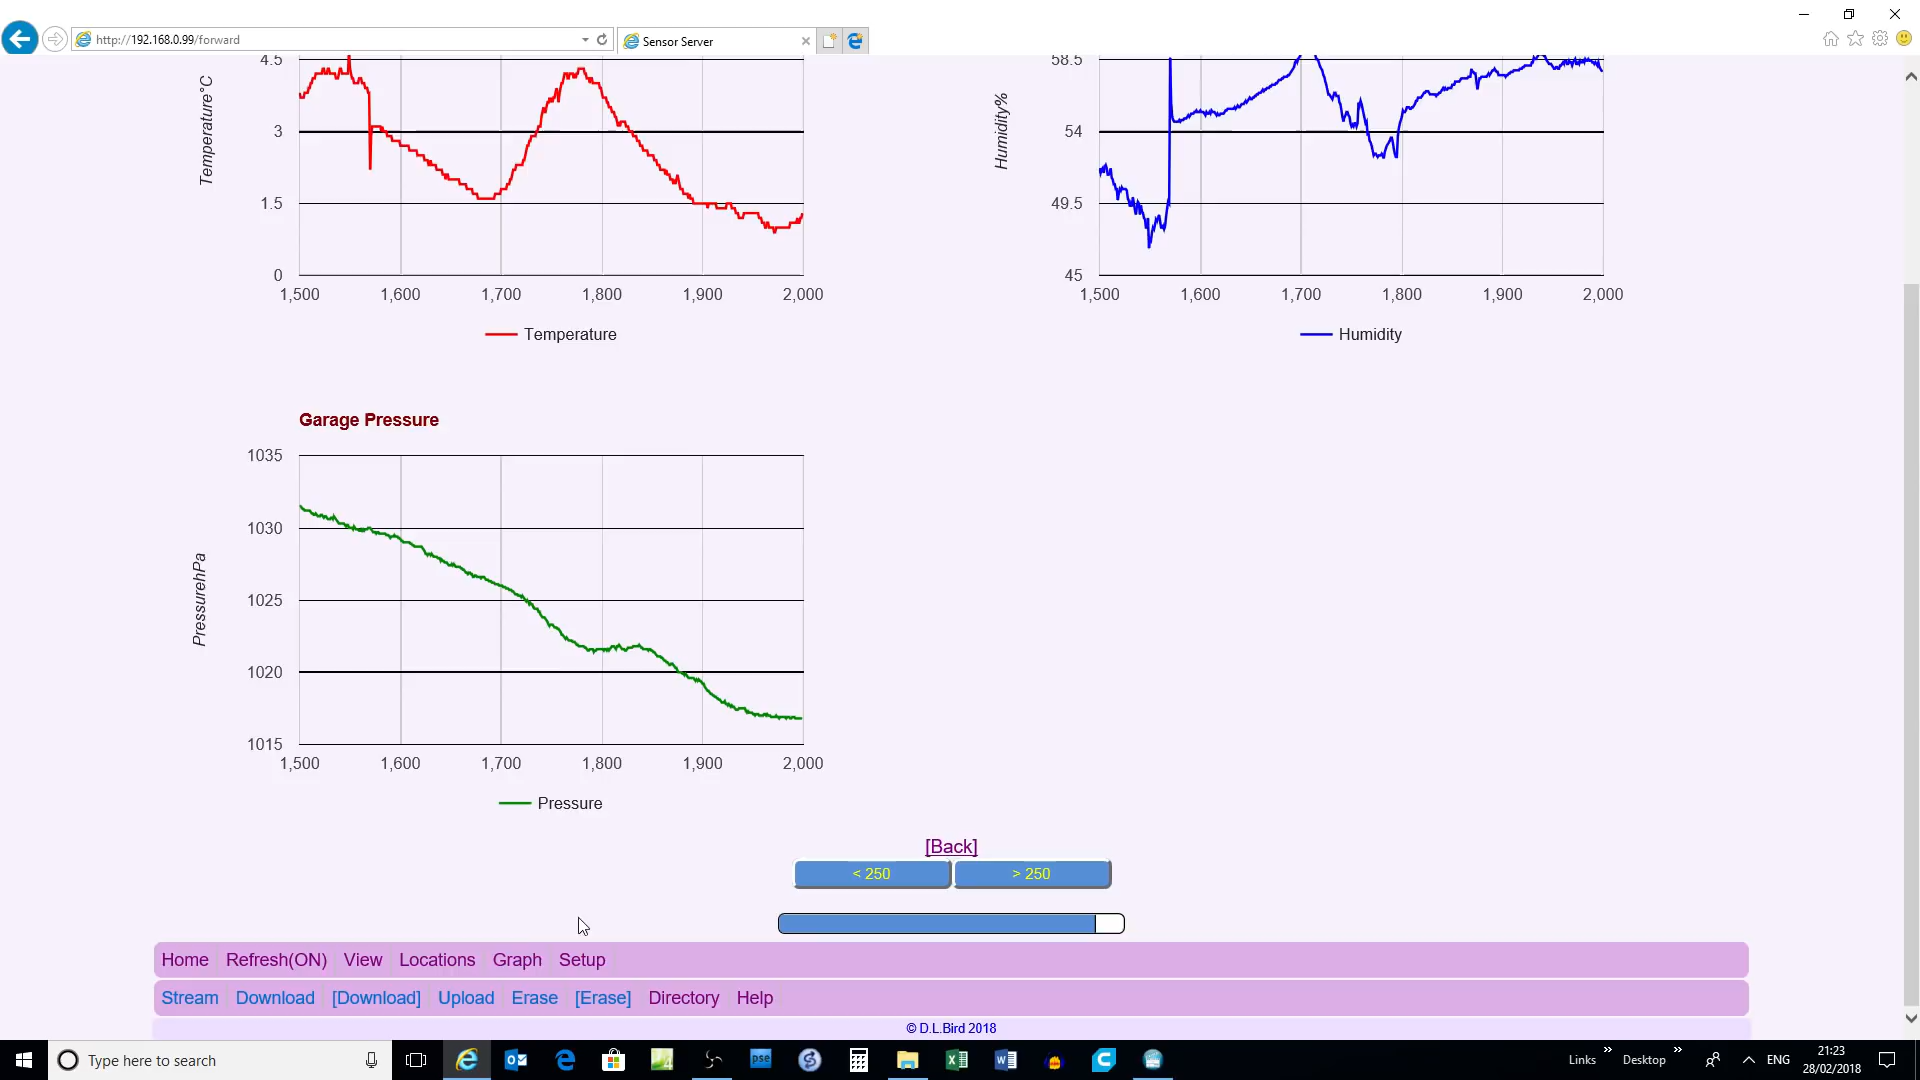 http://192.168.0.99/forward
Sensor Server
4.5
3
1.5
0
Temperature°C
1,500 1,600 1,700 1,800 1,900 2,000
Temperature
58.5
54
49.5
45
Humidity%
1,500 1,600 1,700 1,800 1,900 2,000
Humidity
Garage Pressure
1035
1030
1025
1020
1015
PressurehPa
1,500 1,600 1,700 1,800 1,900 2,000
Pressure
[Back]
< 250 > 250
Home Refresh(ON) View Locations Graph Setup
Stream Download [Download] Upload Erase [Erase] Directory Help
© D.L.Bird 2018
Type here to search
pse
Links » Desktop » ENG
21:23
28/02/2018